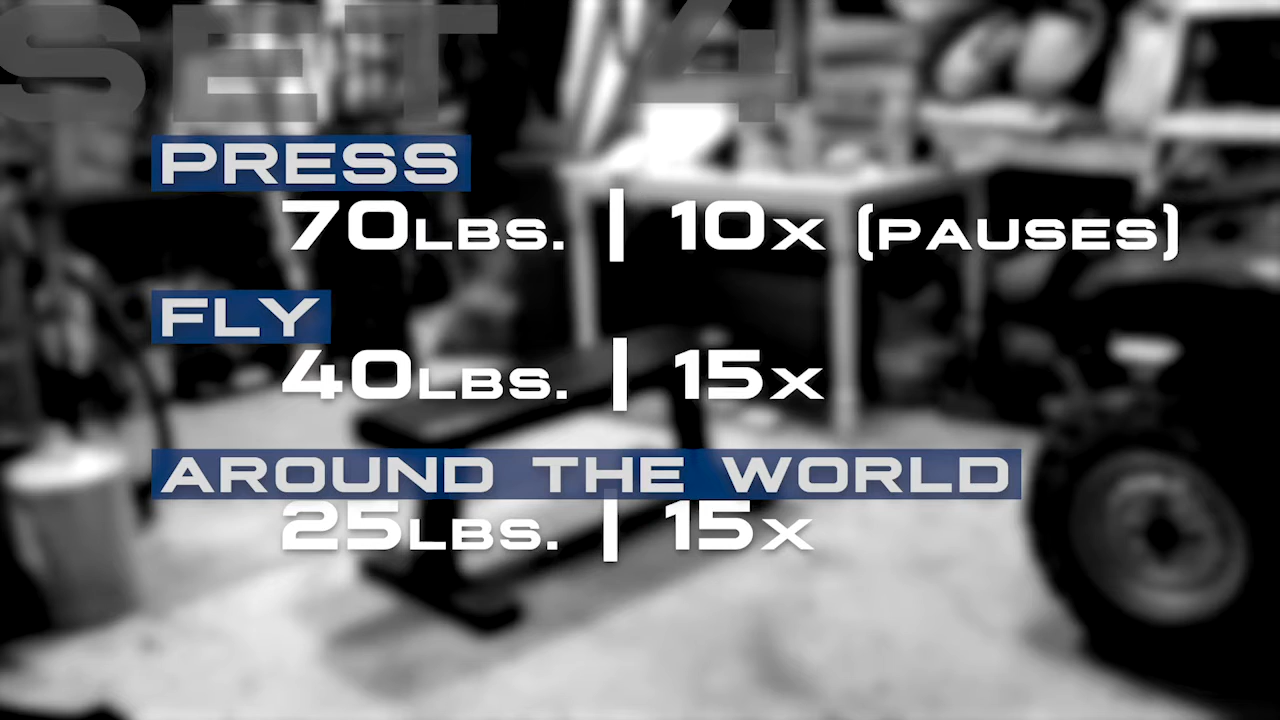 SET 4
PRESS
70LBS. | 10X (PAUSES)
FLY
40LBS. | 15X
AROUND THE WORLD
25LBS. | 15X